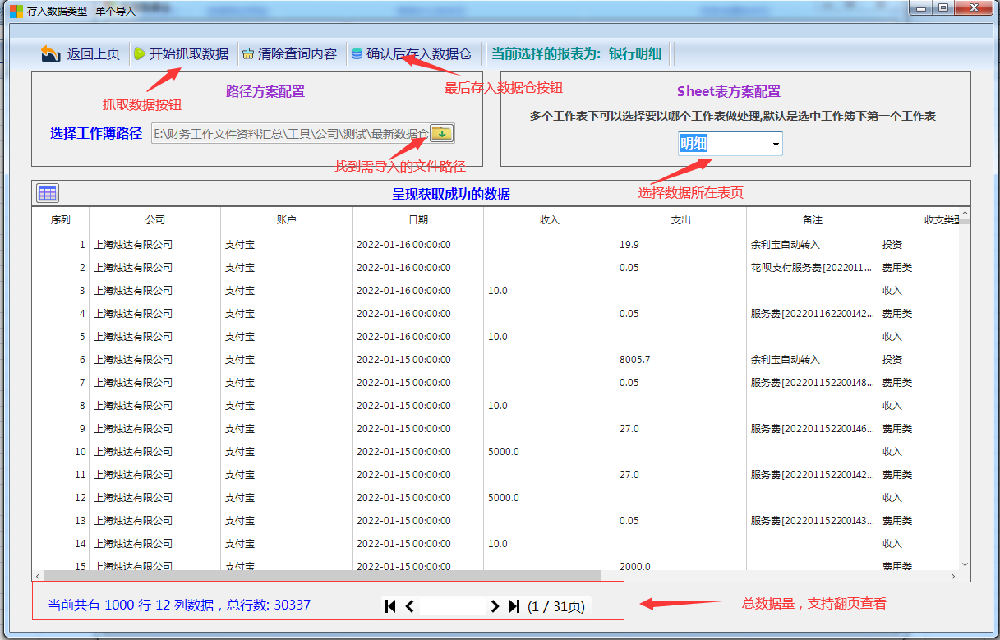 存入数据类型--单个导入
返回上页 开始抓取数据 清除查询内容 确认后存入数据仓 当前选择的报表为: 银行明细
最后存入数据仓按钮
抓取数据按钮
路径方案配置
选择工作簿路径 E:\财务工作文件资料汇总\工具\公司\测试\最新数据仓
找到需导入的文件路径
Sheet表方案配置
多个工作表下可以选择要以哪个工作表做处理,默认是选中工作簿下第一个工作表
明细
选择数据所在表页
呈现获取成功的数据
序列 公司 账户 日期 收入 支出 备注 收支类型
1 上海烛达有限公司 支付宝 2022-01-16 00:00:00 19.9 余利宝自动转入 投资
2 上海烛达有限公司 支付宝 2022-01-16 00:00:00 0.05 花呗支付服务费[2022011... 费用类
3 上海烛达有限公司 支付宝 2022-01-16 00:00:00 10.0 收入
4 上海烛达有限公司 支付宝 2022-01-16 00:00:00 0.05 服务费[202201162200142... 费用类
5 上海烛达有限公司 支付宝 2022-01-16 00:00:00 10.0 收入
6 上海烛达有限公司 支付宝 2022-01-15 00:00:00 8005.7 余利宝自动转入 投资
7 上海烛达有限公司 支付宝 2022-01-15 00:00:00 0.05 服务费[202201152200148... 费用类
8 上海烛达有限公司 支付宝 2022-01-15 00:00:00 10.0 收入
9 上海烛达有限公司 支付宝 2022-01-15 00:00:00 27.0 服务费[202201152200146... 费用类
10 上海烛达有限公司 支付宝 2022-01-15 00:00:00 5000.0 收入
11 上海烛达有限公司 支付宝 2022-01-15 00:00:00 27.0 服务费[202201152200142... 费用类
12 上海烛达有限公司 支付宝 2022-01-15 00:00:00 5000.0 收入
13 上海烛达有限公司 支付宝 2022-01-15 00:00:00 0.05 服务费[202201152200143... 费用类
14 上海烛达有限公司 支付宝 2022-01-15 00:00:00 10.0 收入
15 上海烛达有限公司 支付宝 2022-01-15 00:00:00 2000.0 费用类
当前共有 1000 行 12 列数据，总行数: 30337 (1 / 31页)
总数据量，支持翻页查看